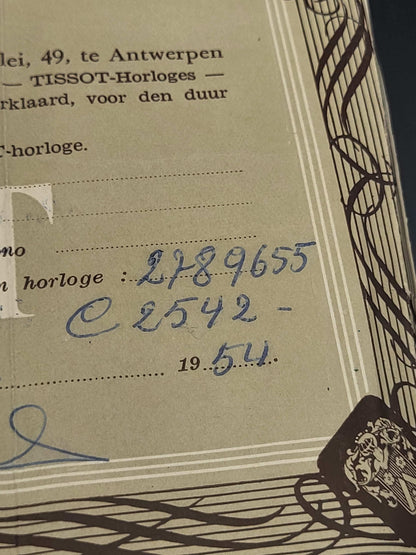 lei, 49, te Antwerpen
— TISSOT-Horloges —
rklaard, voor den duur
T-horloge.
no
n horloge : 2789655
C 2542 -
19 54